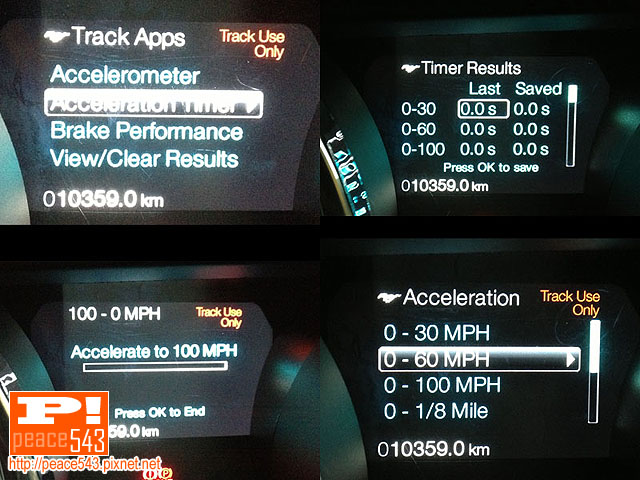 Track Apps
Track Use
Only
Accelerometer
Acceleration Timer
Brake Performance
View/Clear Results
010359.0 km
Timer Results
Last Saved
0-30 0.0 s 0.0 s
0-60 0.0 s 0.0 s
0-100 0.0 s 0.0 s
Press OK to save
010359.0 km
100 - 0 MPH
Track Use
Only
Accelerate to 100 MPH
Press OK to End
59.0 km
P!
peace543
http://peace543.pixnet.net
Acceleration
Track Use
Only
0 - 30 MPH
0 - 60 MPH
0 - 100 MPH
0 - 1/8 Mile
010359.0 km